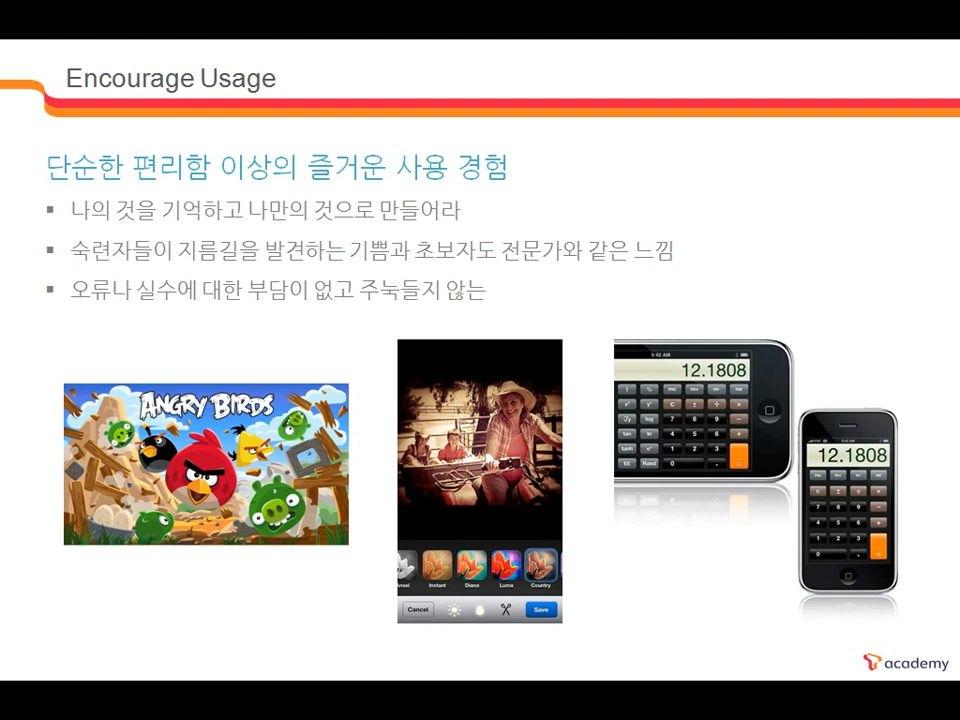 Encourage Usage
단순한 편리함 이상의 즐거운 사용 경험
▪ 나의 것을 기억하고 나만의 것으로 만들어라
▪ 숙련자들이 지름길을 발견하는 기쁨과 초보자도 전문가와 같은 느낌
▪ 오류나 실수에 대한 부담이 없고 주눅들지 않는
ANGRY BIRDS
Ansel Instant Diana Luma Country
Cancel Save
9:42 AM
12.1808
12.1808
academy